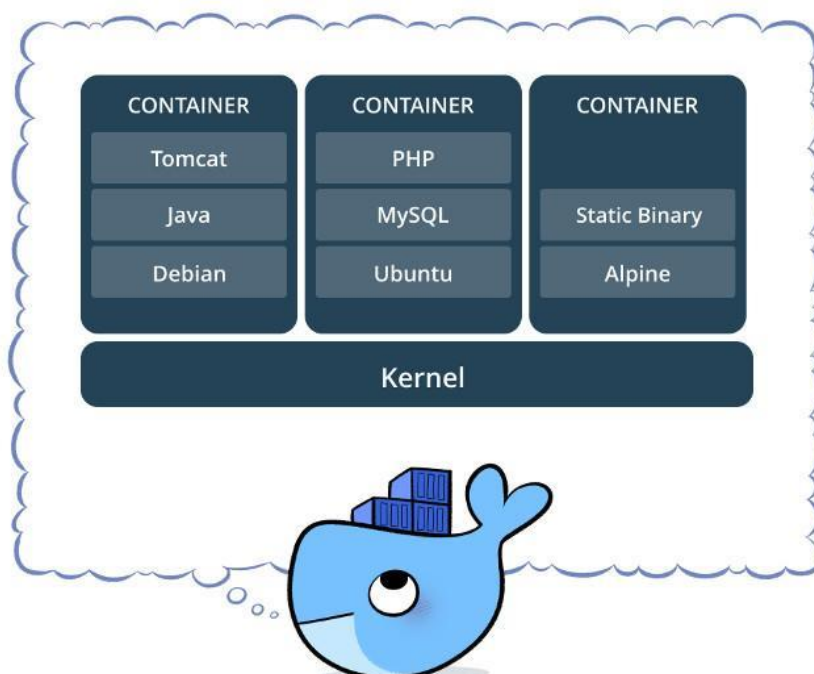 CONTAINER
Tomcat
Java
Debian
CONTAINER
PHP
MySQL
Ubuntu
CONTAINER
Static Binary
Alpine
Kernel